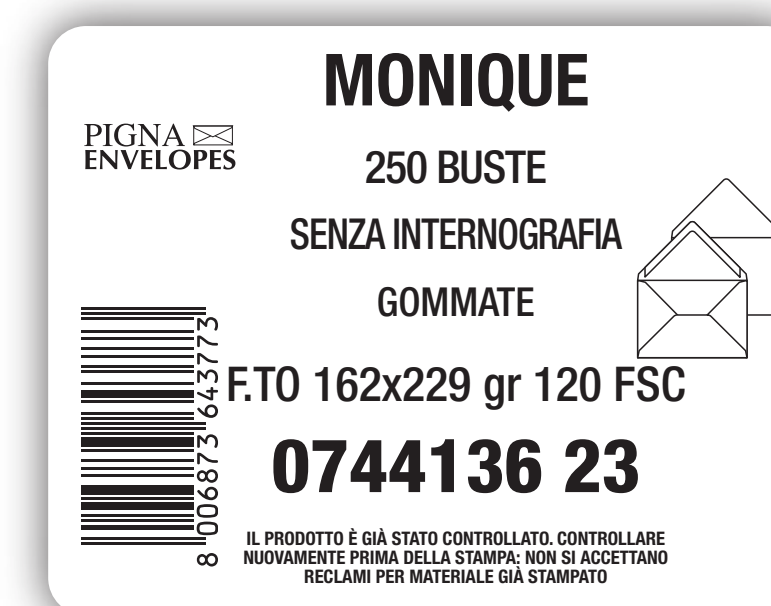 MONIQUE
PIGNA
ENVELOPES
250 BUSTE
SENZA INTERNOGRAFIA
GOMMATE
F.TO 162x229 gr 120 FSC
0744136 23
8 006873 643773
IL PRODOTTO È GIÀ STATO CONTROLLATO. CONTROLLARE
NUOVAMENTE PRIMA DELLA STAMPA: NON SI ACCETTANO
RECLAMI PER MATERIALE GIÀ STAMPATO